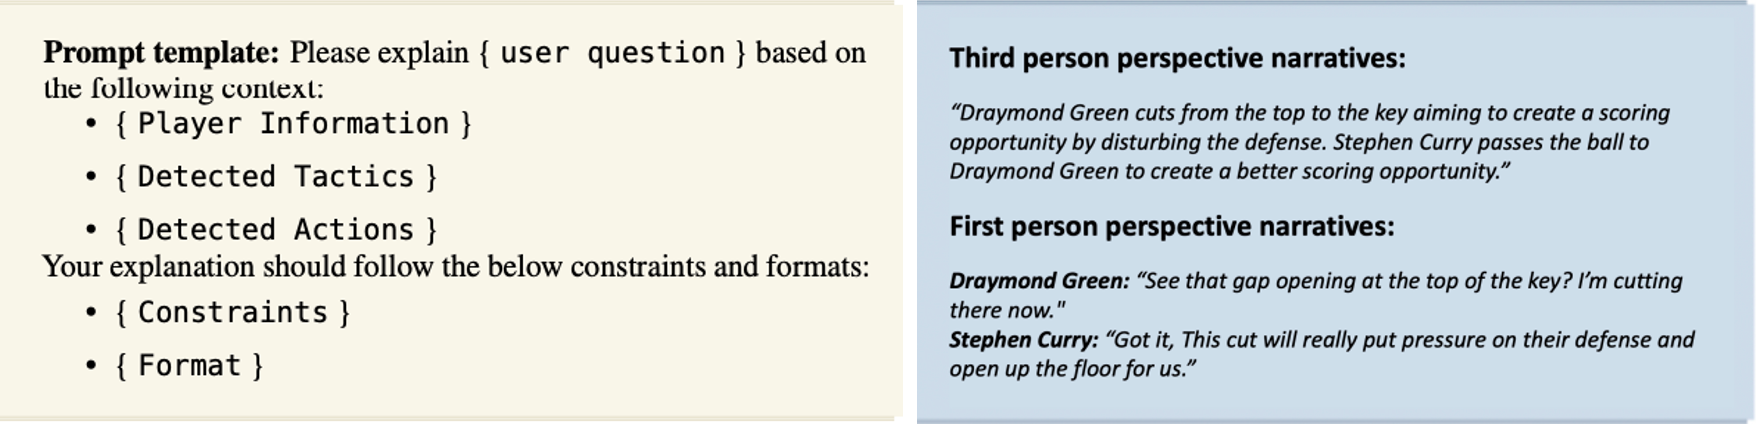 Prompt template: Please explain { user question } based on
the following context:
• { Player Information }
• { Detected Tactics }
• { Detected Actions }
Your explanation should follow the below constraints and formats:
• { Constraints }
• { Format }
Third person perspective narratives:
“Draymond Green cuts from the top to the key aiming to create a scoring
opportunity by disturbing the defense. Stephen Curry passes the ball to
Draymond Green to create a better scoring opportunity.”
First person perspective narratives:
Draymond Green: “See that gap opening at the top of the key? I’m cutting
there now."
Stephen Curry: “Got it, This cut will really put pressure on their defense and
open up the floor for us.”